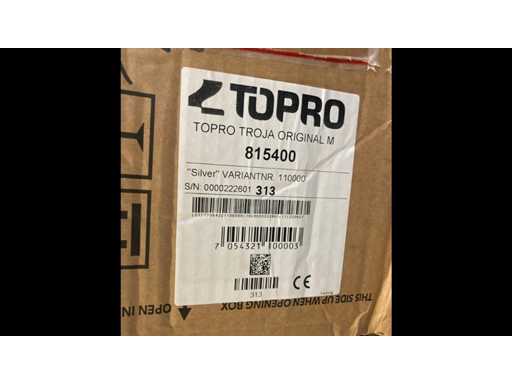 TOPRO
TOPRO TROJA ORIGINAL M
815400
"Silver" VARIANTNR. 110000
S/N: 0000222601 313
7 054321 100003
313 CE
THIS SIDE UP WHEN OPENING BOX
OPEN IN